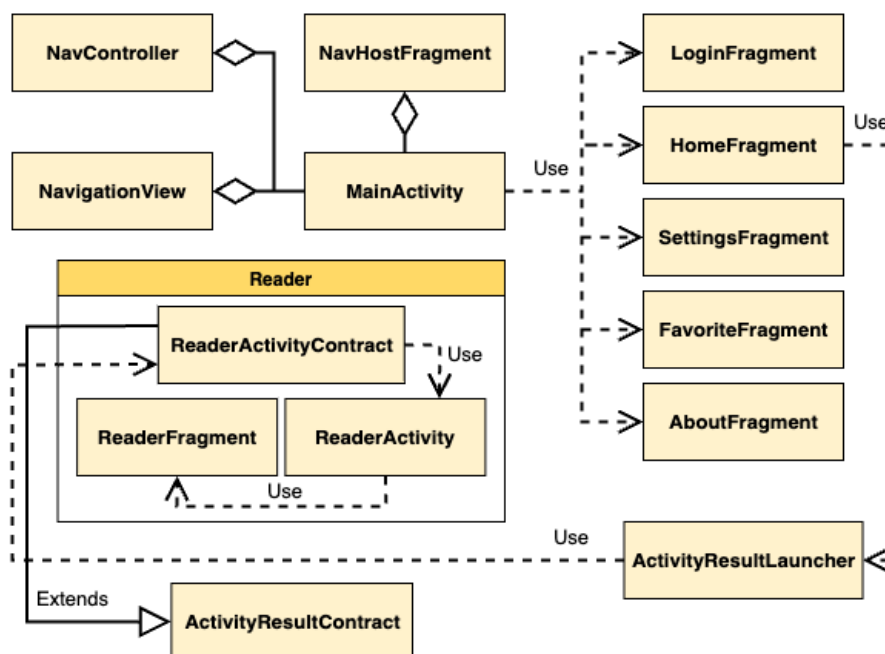 NavController
NavHostFragment
LoginFragment
Use
HomeFragment
Use
NavigationView
MainActivity
SettingsFragment
Reader
ReaderActivityContract
Use
FavoriteFragment
ReaderFragment
ReaderActivity
AboutFragment
Use
Use
ActivityResultLauncher
Extends
ActivityResultContract